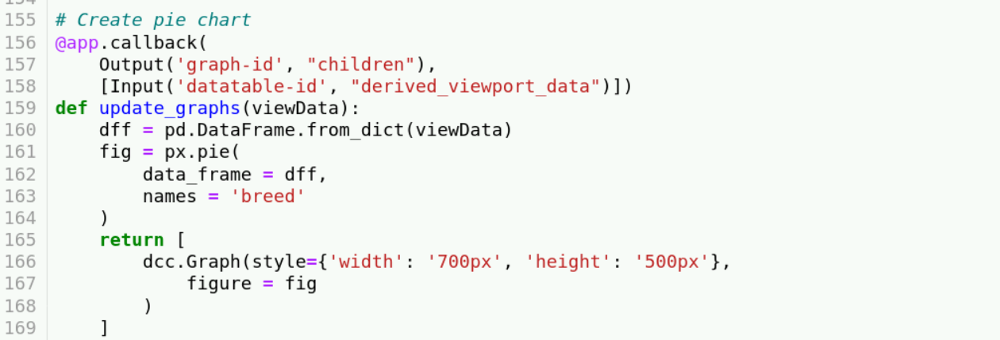 155 # Create pie chart
156 @app.callback(
157     Output('graph-id', "children"),
158     [Input('datatable-id', "derived_viewport_data")])
159 def update_graphs(viewData):
160     dff = pd.DataFrame.from_dict(viewData)
161     fig = px.pie(
162         data_frame = dff,
163         names = 'breed'
164     )
165     return [
166         dcc.Graph(style={'width': '700px', 'height': '500px'},
167             figure = fig
168         )
169     ]